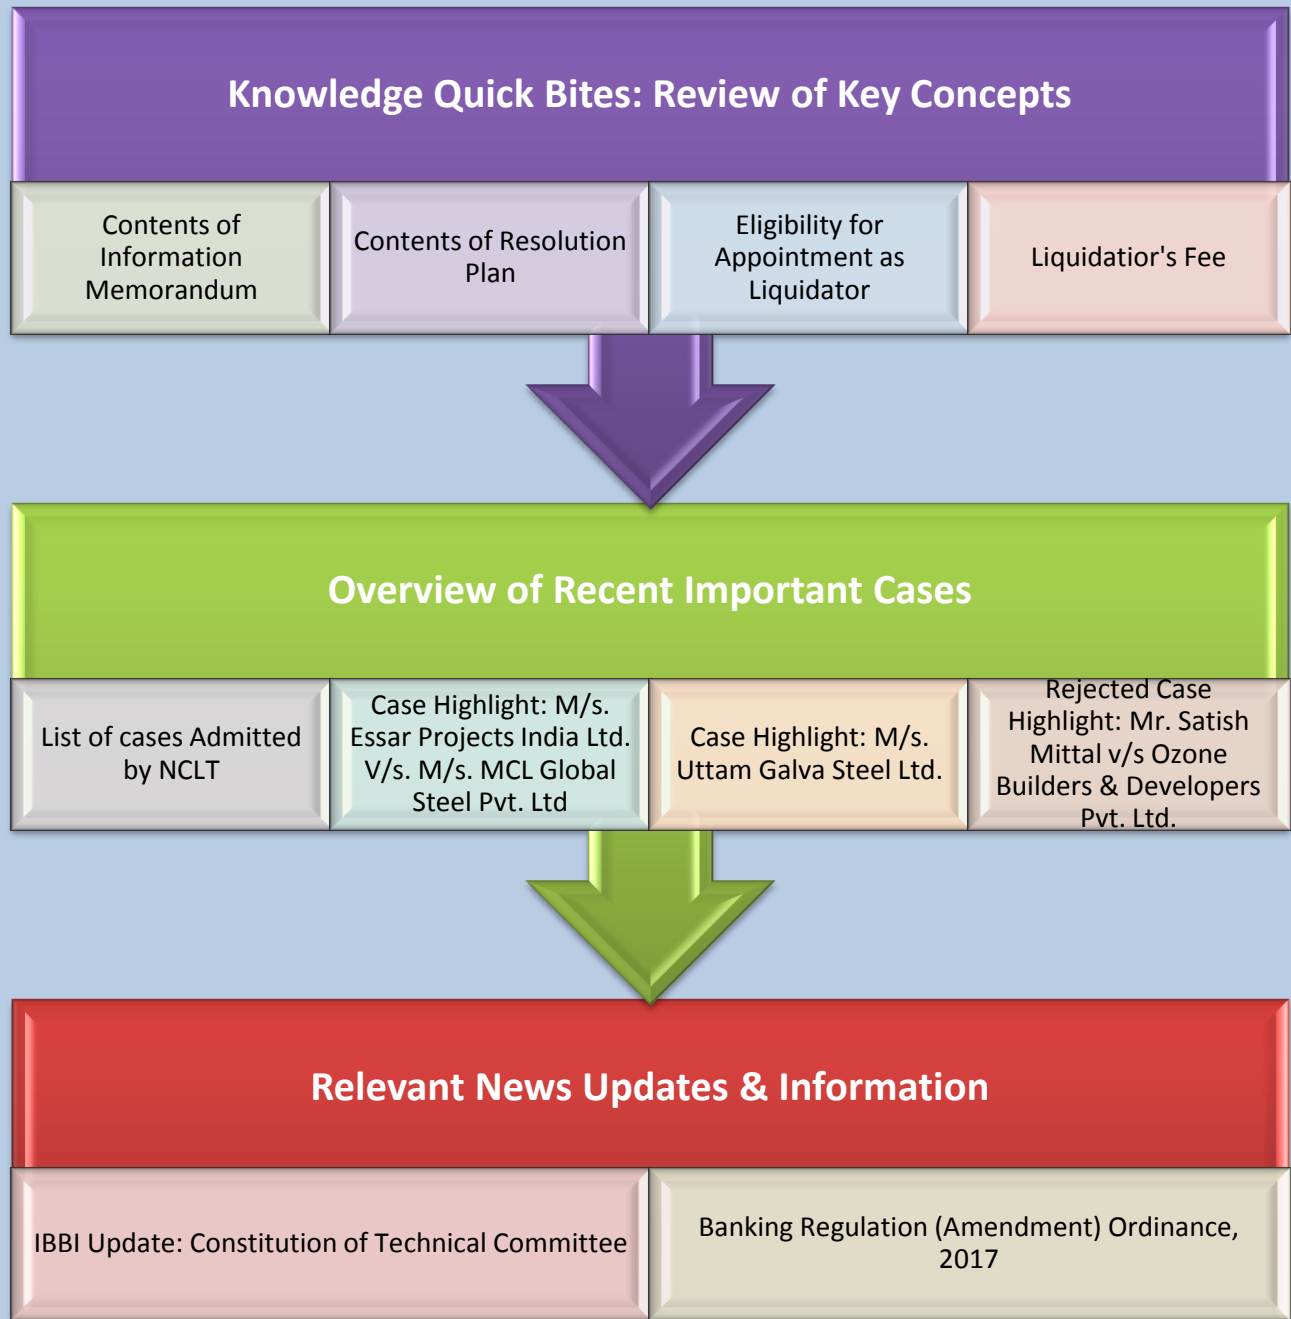 Knowledge Quick Bites: Review of Key Concepts
Contents of
Information
Memorandum
Contents of Resolution
Plan
Eligibility for
Appointment as
Liquidator
Liquidatior's Fee
Overview of Recent Important Cases
List of cases Admitted
by NCLT
Case Highlight: M/s.
Essar Projects India Ltd.
V/s. M/s. MCL Global
Steel Pvt. Ltd
Case Highlight: M/s.
Uttam Galva Steel Ltd.
Rejected Case
Highlight: Mr. Satish
Mittal v/s Ozone
Builders & Developers
Pvt. Ltd.
Relevant News Updates & Information
IBBI Update: Constitution of Technical Committee
Banking Regulation (Amendment) Ordinance,
2017